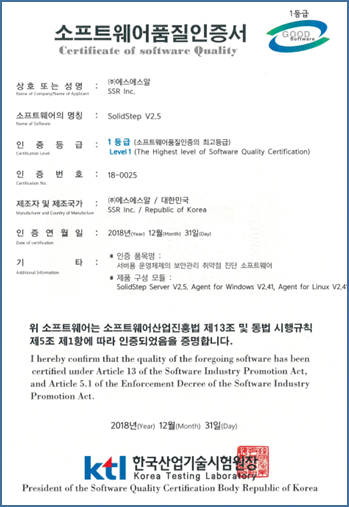 1등급
소프트웨어품질인증서
Certificate of software Quality
GOOD
Software
상 호 또 는 성 명 : ㈜에스에스알
Name of Company/Name of Applicant SSR Inc.
소프트웨어의 명칭 : SolidStep V2.5
Name of Software
인 증 등 급 : 1 등급 (소프트웨어품질인증의 최고등급)
Certification Level Level1 (The Highest level of Software Quality Certification)
인 증 번 호 : 18-0025
Certification No.
제조자 및 제조국가 : ㈜에스에스알 / 대한민국
Manufacturer and Country of Manufacture SSR Inc. / Republic of Korea
인 증 연 월 일 : 2018년(Year) 12월(Month) 31일(Day)
Date of certification
기 타 : * 인증 품목명 :
Additional Information 서버용 운영체제의 보안관리 취약점 진단 소프트웨어
* 제품 구성 모듈 :
SolidStep Server V2.5, Agent for Windows V2.41, Agent for Linux V2.41
위 소프트웨어는 소프트웨어산업진흥법 제13조 및 동법 시행규칙
제5조 제1항에 따라 인증되었음을 증명합니다.
I hereby confirm that the quality of the foregoing software has been
certified under Article 13 of the Software Industry Promotion Act,
and Article 5.1 of the Enforcement Decree of the Software Industry
Promotion Act.
2018년(Year) 12월(Month) 31일(Day)
ktl 한국산업기술시험원장
Korea Testing Laboratory
President of the Software Quality Certification Body Republic of Korea